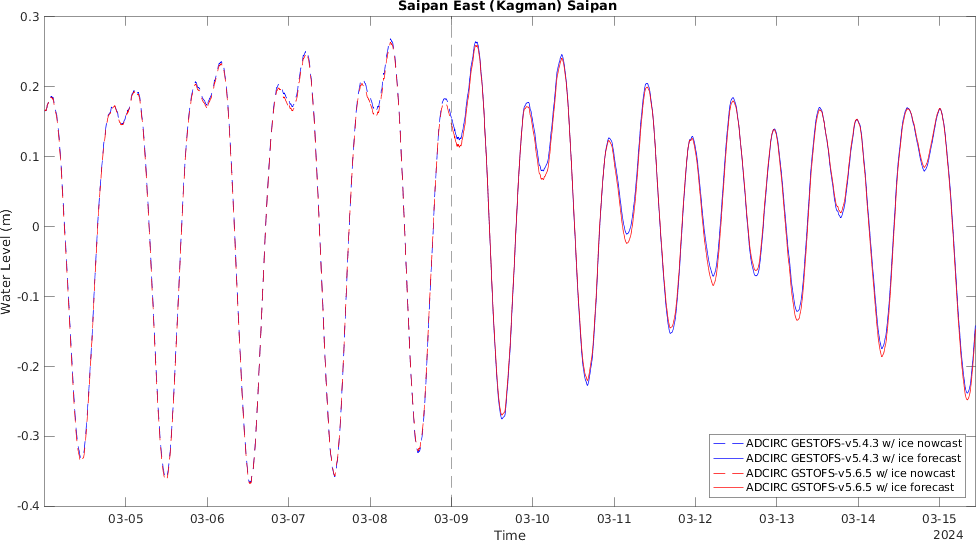 Saipan East (Kagman) Saipan
0.3
0.2
0.1
0
-0.1
-0.2
-0.3
-0.4
Water Level (m)
ADCIRC GESTOFS-v5.4.3 w/ ice nowcast
ADCIRC GESTOFS-v5.4.3 w/ ice forecast
ADCIRC GSTOFS-v5.6.5 w/ ice nowcast
ADCIRC GSTOFS-v5.6.5 w/ ice forecast
03-05 03-06 03-07 03-08 03-09 03-10 03-11 03-12 03-13 03-14 03-15
Time
2024